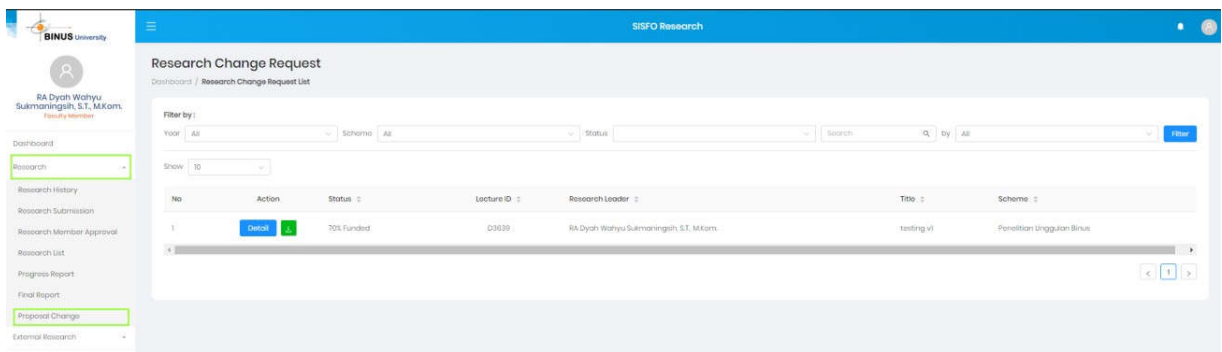 BINUS University
SISFO Research
RA Dyah Wahyu
Sukmaningsih, S.T., M.Kom.
Faculty Member
Dashboard
Research
Research History
Research Submission
Research Member Approval
Research List
Progress Report
Final Report
Proposal Change
External Research
Research Change Request
Dashboard / Research Change Request List
Filter by :
Year All Scheme All Status Search by All Filter
Show 10
No Action Status Lecture ID Research Leader Title Scheme
1 Detail 70% Funded D3639 RA Dyah Wahyu Sukmaningsih, S.T., M.Kom. testing v1 Penelitian Unggulan Binus
1